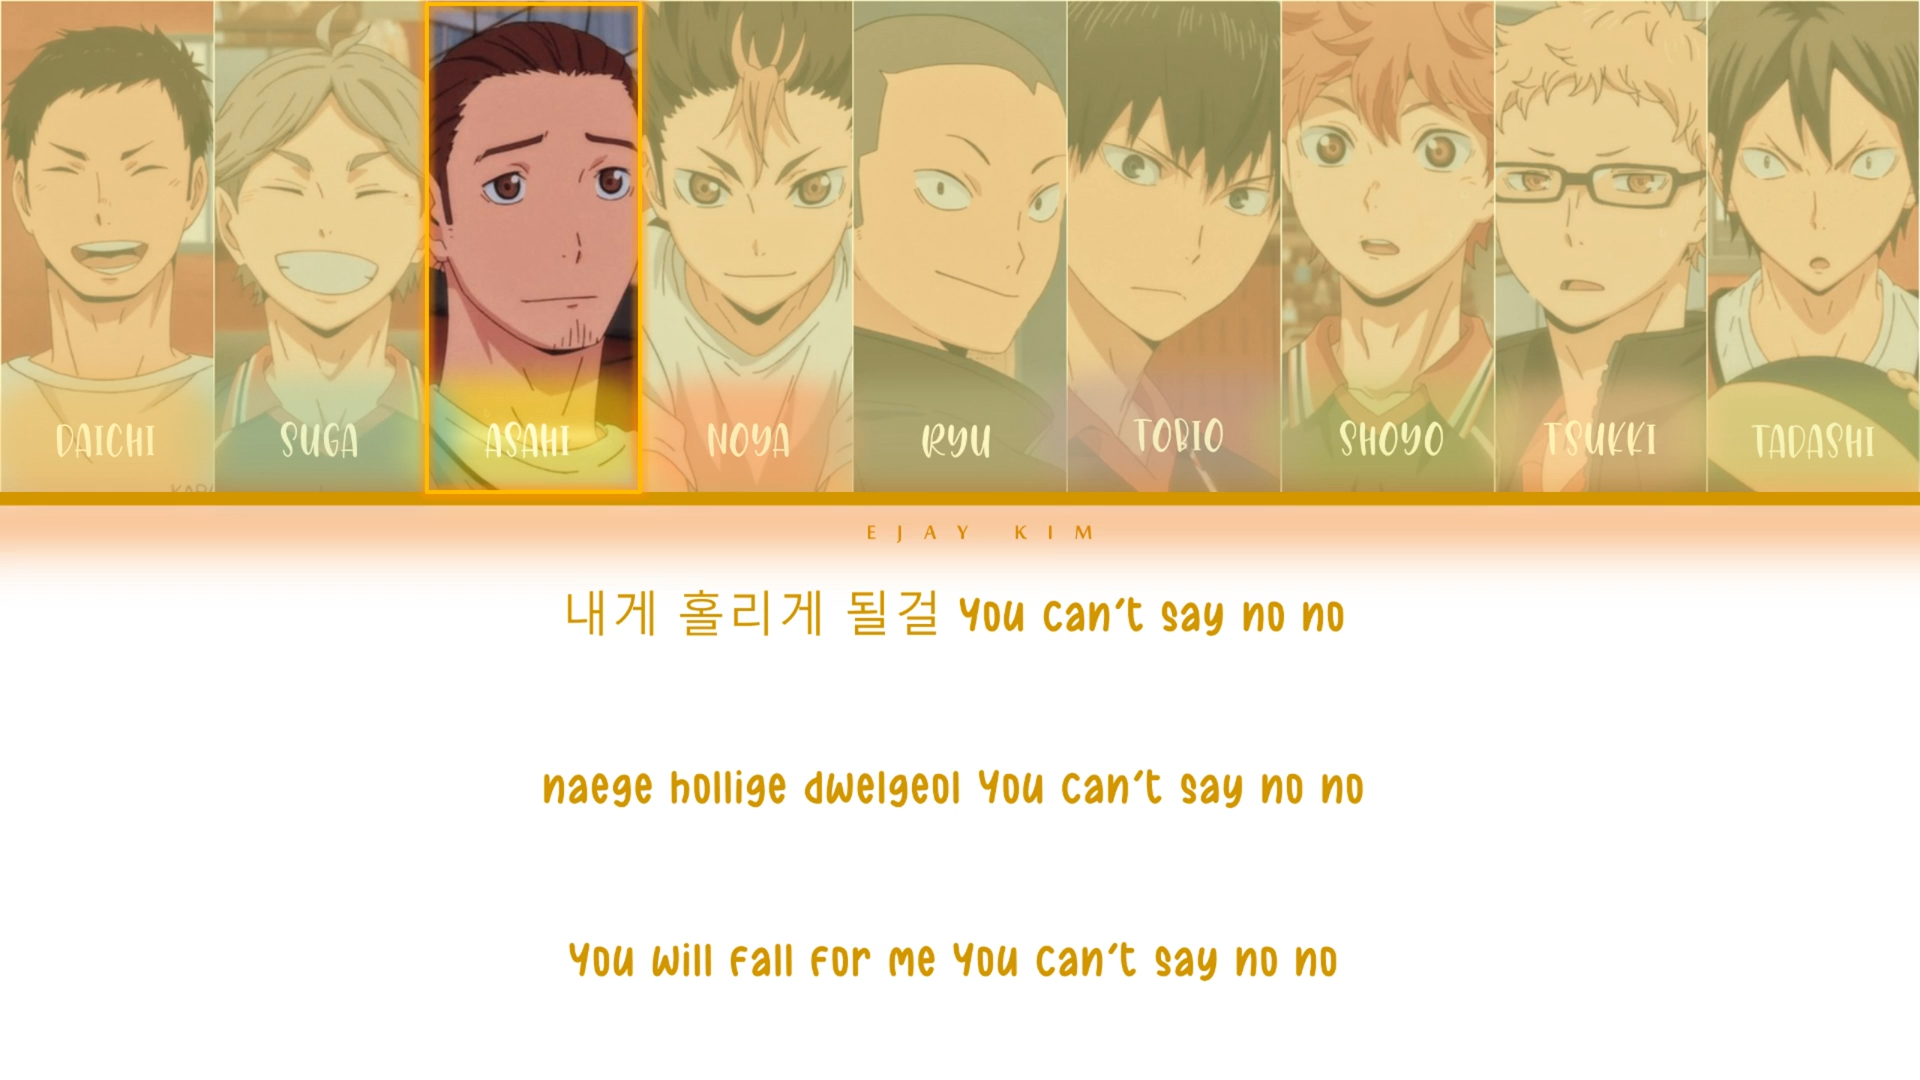 DAICHI SUGA ASAHI NOYA RYU TOBIO SHOYO TSUKKI TADASHI
EJAY KIM
내게 홀리게 될걸 You can't say no no
naege hollige dwelgeol You can't say no no
You will fall for me You can't say no no